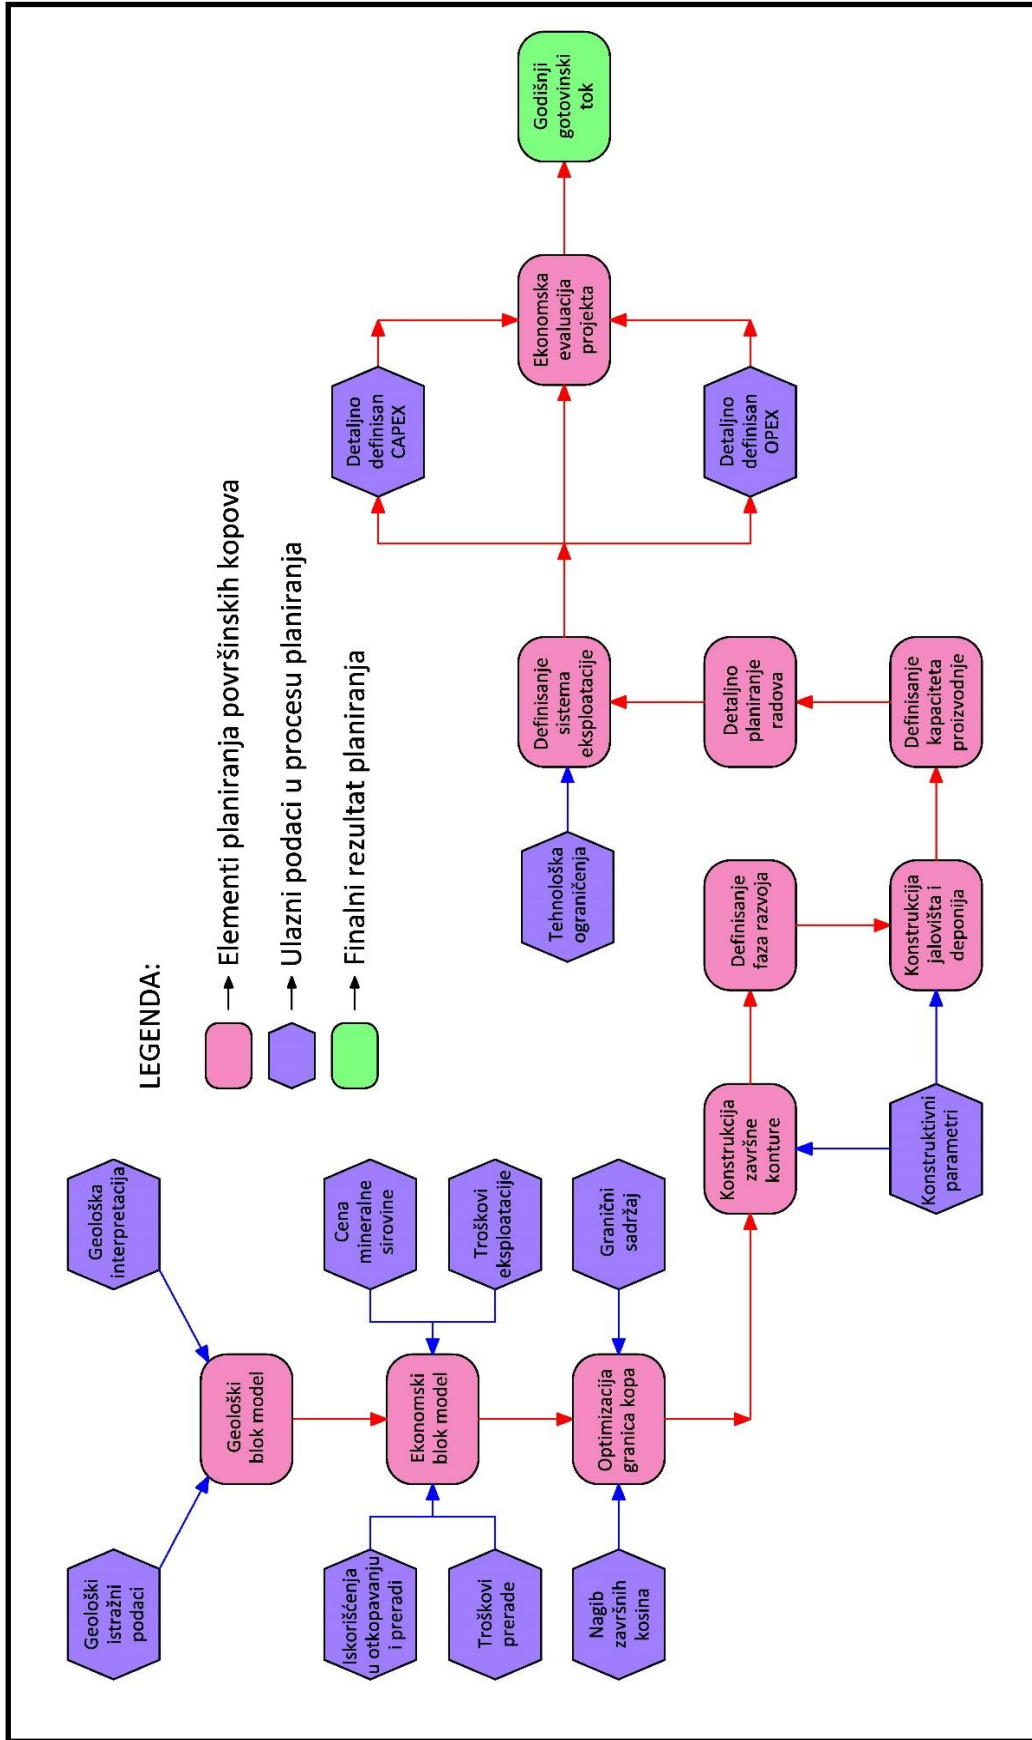 Geološki
istražni
podaci
Geološka
interpretacija
Geološki
blok model
LEGENDA:
Elementi planiranja površinskih kopova
Ulazni podaci u procesu planiranja
Finalni rezultat planiranja
Iskorišćenja
u otkopavanju
i preradi
Troškovi
prerade
Ekonomski
blok model
Cena
mineralne
sirovine
Troškovi
eksploatacije
Nagib
završnih
kosina
Optimizacija
granica kopa
Granični
sadržaj
Konstrukcija
završne
konture
Konstruktivni
parametri
Definisanje
faza razvoja
Konstrukcija
jalovišta i
deponija
Tehnološka
ograničenja
Definisanje
sistema
eksploatacije
Detaljno
planiranje
radova
Definisanje
kapaciteta
proizvodnje
Detaljno
definisan
CAPEX
Detaljno
definisan
OPEX
Ekonomska
evaluacija
projekta
Godišnji
gotovinski
tok